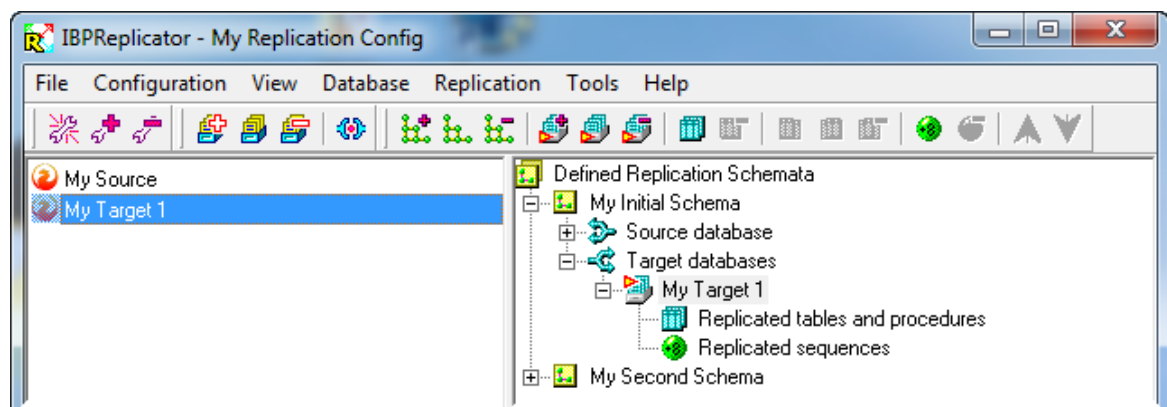 IBPReplicator - My Replication Config
File Configuration View Database Replication Tools Help
My Source
My Target 1
Defined Replication Schemata
My Initial Schema
Source database
Target databases
My Target 1
Replicated tables and procedures
Replicated sequences
My Second Schema